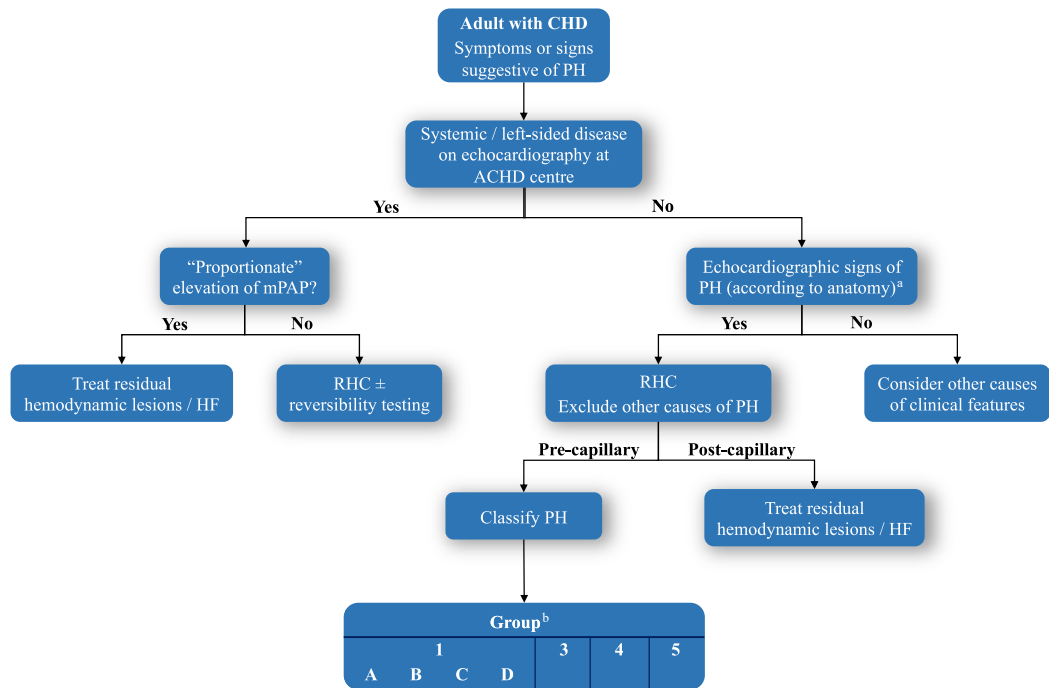 Adult with CHD
Symptoms or signs
suggestive of PH
Systemic / left-sided disease
on echocardiography at
ACHD centre
Yes
No
“Proportionate”
elevation of mPAP?
Echocardiographic signs of
PH (according to anatomy)ᵃ
Yes
No
Yes
No
Treat residual
hemodynamic lesions / HF
RHC ±
reversibility testing
RHC
Exclude other causes of PH
Consider other causes
of clinical features
Pre-capillary
Post-capillary
Classify PH
Treat residual
hemodynamic lesions / HF
Groupᵇ
1 3 4 5
A B C D